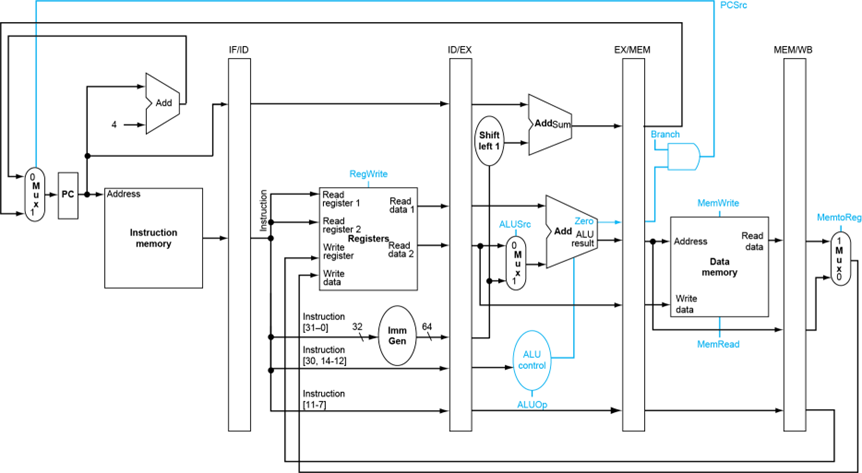 PCSrc
IF/ID
ID/EX
EX/MEM
MEM/WB
Add
4
Add Sum
Shift
left 1
Branch
0
M
u
x
1
PC
Address
Instruction
memory
Instruction
RegWrite
Read
register 1
Read
register 2
Write
register
Write
data
Registers
Read
data 1
Read
data 2
ALUSrc
0
M
u
x
1
Zero
Add
ALU
result
MemWrite
Address
Read
data
Data
memory
Write
data
MemRead
MemtoReg
1
M
u
x
0
Instruction
[31–0]
32
Imm
Gen
64
Instruction
[30, 14-12]
ALU
control
ALUOp
Instruction
[11-7]